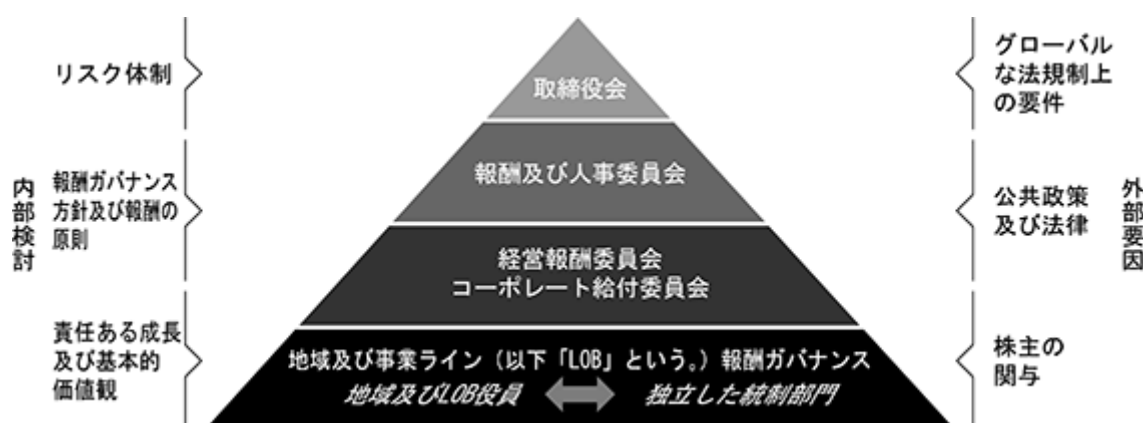 内部検討
リスク体制
報酬ガバナンス
方針及び報酬の
原則
責任ある成長
及び基本的
価値観
取締役会
報酬及び人事委員会
経営報酬委員会
コーポレート給付委員会
地域及び事業ライン（以下「LOB」という。）報酬ガバナンス
地域及びLOB役員
独立した統制部門
グローバル
な法規制上
の要件
公共政策
及び法律
株主の
関与
外部要因